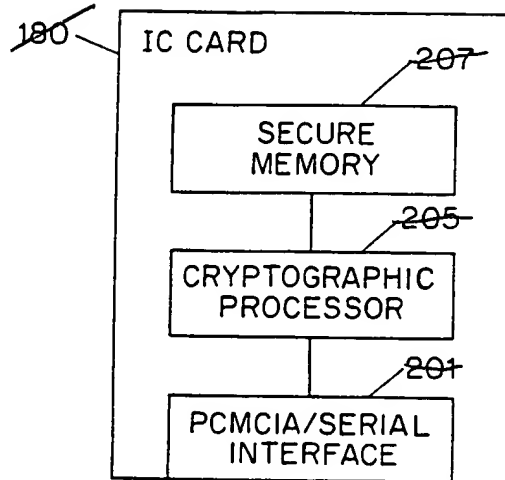 180
IC CARD
207
SECURE
MEMORY
205
CRYPTOGRAPHIC
PROCESSOR
201
PCMCIA/SERIAL
INTERFACE